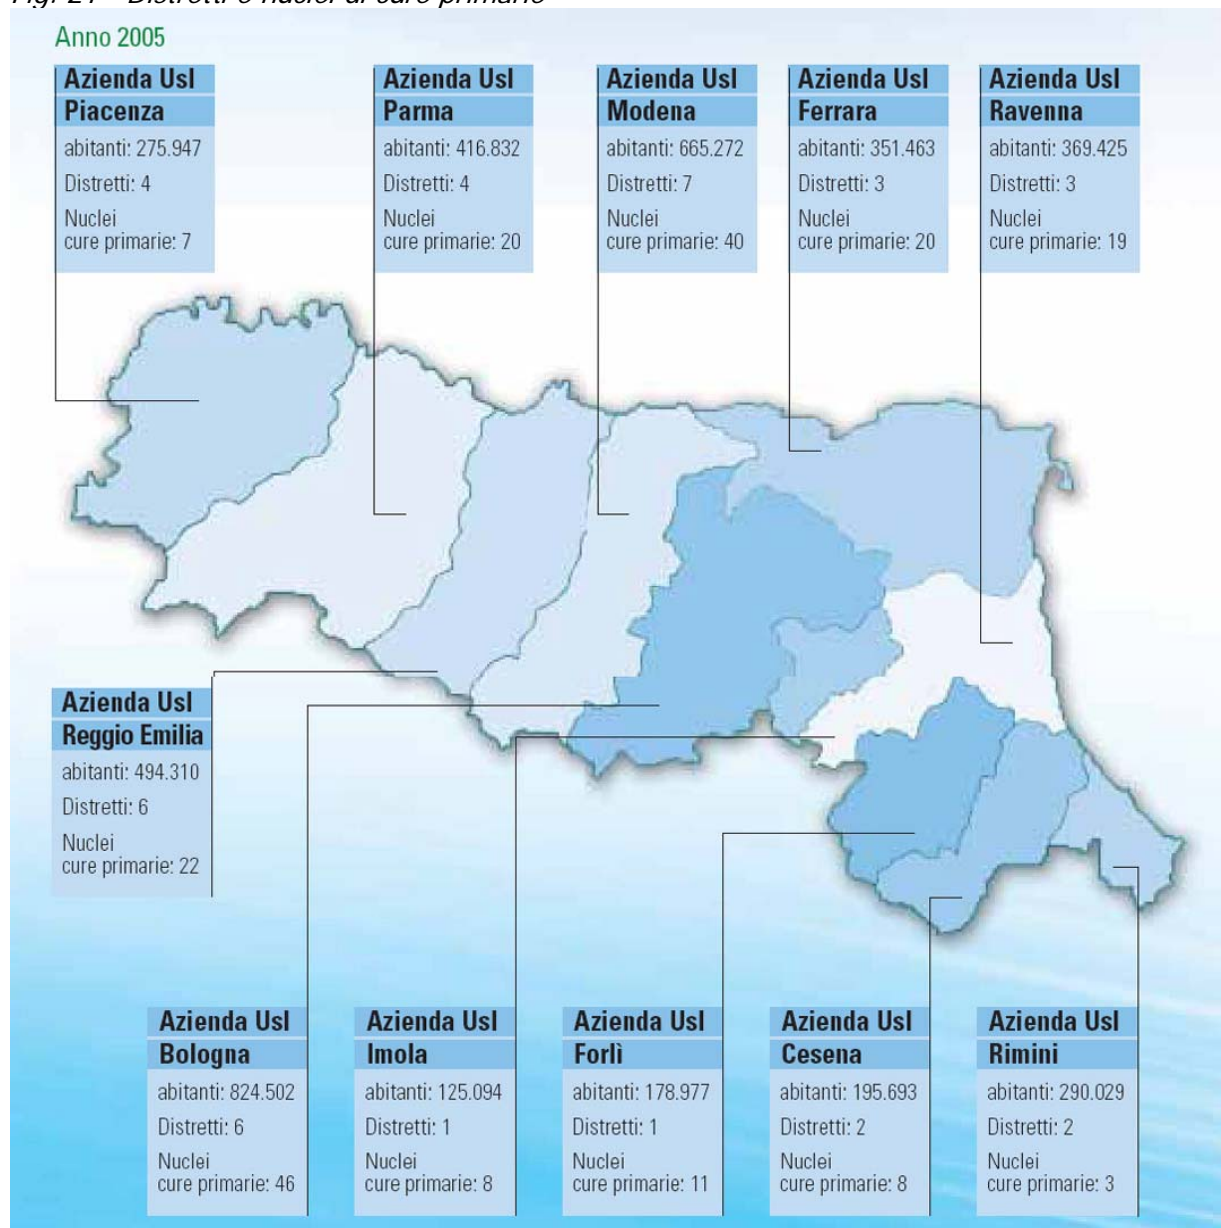 Fig. 21 - Distretti e nuclei di cure primarie
Anno 2005
Azienda Usl
Piacenza
abitanti: 275.947
Distretti: 4
Nuclei
cure primarie: 7
Azienda Usl
Parma
abitanti: 416.832
Distretti: 4
Nuclei
cure primarie: 20
Azienda Usl
Modena
abitanti: 665.272
Distretti: 7
Nuclei
cure primarie: 40
Azienda Usl
Ferrara
abitanti: 351.463
Distretti: 3
Nuclei
cure primarie: 20
Azienda Usl
Ravenna
abitanti: 369.425
Distretti: 3
Nuclei
cure primarie: 19
Azienda Usl
Reggio Emilia
abitanti: 494.310
Distretti: 6
Nuclei
cure primarie: 22
Azienda Usl
Bologna
abitanti: 824.502
Distretti: 6
Nuclei
cure primarie: 46
Azienda Usl
Imola
abitanti: 125.094
Distretti: 1
Nuclei
cure primarie: 8
Azienda Usl
Forlì
abitanti: 178.977
Distretti: 1
Nuclei
cure primarie: 11
Azienda Usl
Cesena
abitanti: 195.693
Distretti: 2
Nuclei
cure primarie: 8
Azienda Usl
Rimini
abitanti: 290.029
Distretti: 2
Nuclei
cure primarie: 3